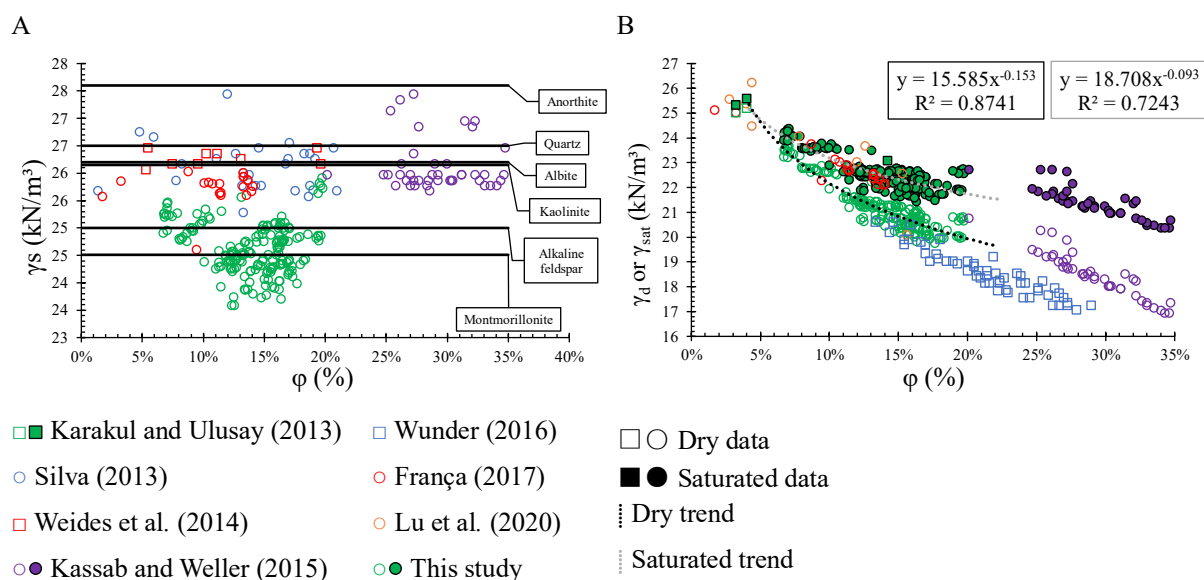 A
B
γs (kN/m³)
28
28
27
27
26
26
25
25
24
24
23
0%
5%
10%
15%
20%
25%
30%
35%
40%
φ (%)
Anorthite
Quartz
Albite
Kaolinite
Alkaline
feldspar
Montmorillonite
γd or γsat (kN/m³)
27
26
25
24
23
22
21
20
19
18
17
16
0%
5%
10%
15%
20%
25%
30%
35%
φ (%)
y = 15.585x^-0.153
R² = 0.8741
y = 18.708x^-0.093
R² = 0.7243
Karakul and Ulusay (2013)
Wunder (2016)
Silva (2013)
França (2017)
Weides et al. (2014)
Lu et al. (2020)
Kassab and Weller (2015)
This study
Dry data
Saturated data
Dry trend
Saturated trend